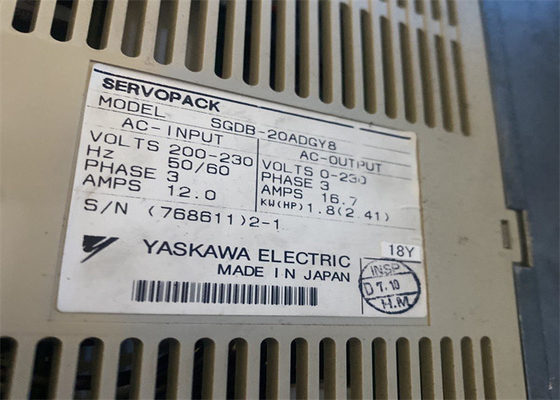 SERVOPACK
MODEL SGDB-20ADGY8
AC-INPUT AC-OUTPUT
VOLTS 200-230 VOLTS 0-230
Hz 50/60 PHASE 3
PHASE 3 AMPS 16.7
AMPS 12.0 KW(HP) 1.8(2.41)
S/N (768611)2-1
18Y
YASKAWA ELECTRIC
MADE IN JAPAN
INSP
D 7.10
H.M.